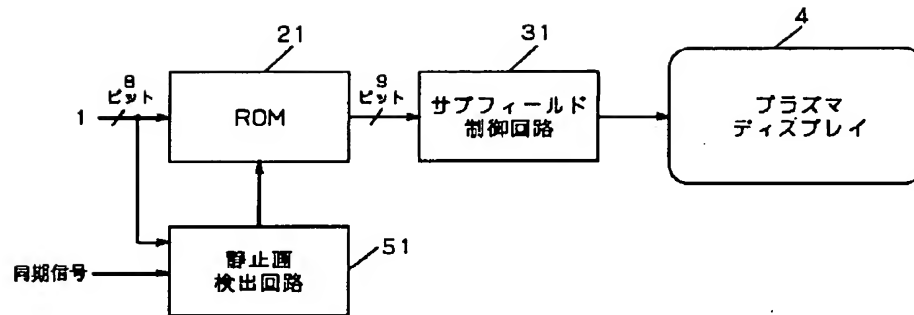 21
31
4
8
ビット
9
ビット
1
ROM
サブフィールド
制御回路
プラズマ
ディスプレイ
静止画
検出回路
51
同期信号